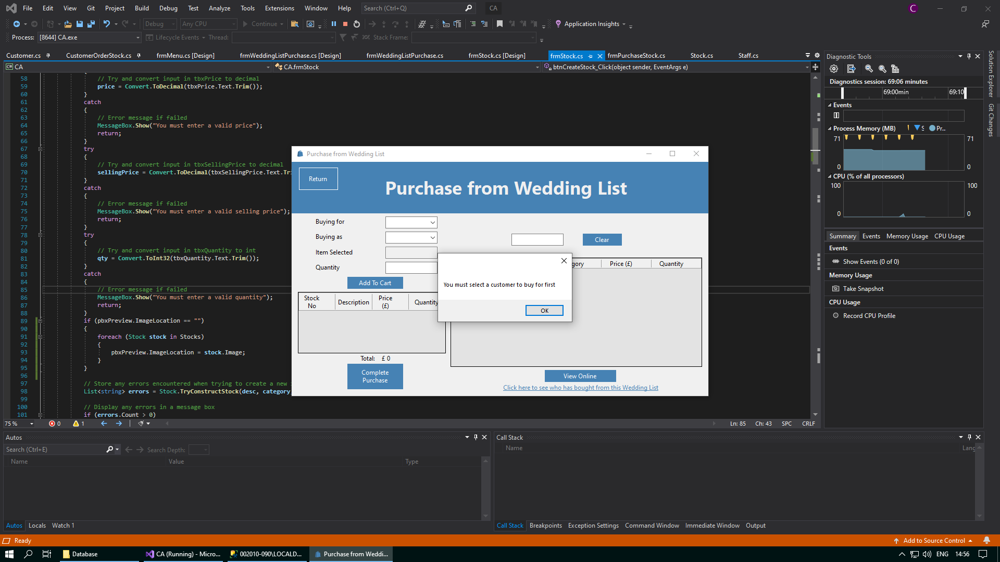 File Edit View Git Project Build Debug Test Analyze Tools Extensions Window Help Search (Ctrl+Q) CA C
Debug Any CPU Continue Application Insights
Process: [8644] CA.exe Lifecycle Events Thread: Stack Frame:
Customer.cs CustomerOrderStock.cs frmMenu.cs [Design] frmWeddingListPurchase.cs [Design] frmWeddingListPurchase.cs frmStock.cs [Design] frmStock.cs frmPurchaseStock.cs Stock.cs Staff.cs
CA CA.frmStock btnCreateStock_Click(object sender, EventArgs e)
58 // Try and convert input in tbxPrice to decimal
59 price = Convert.ToDecimal(tbxPrice.Text.Trim());
60 }
61 catch
62 {
63 // Error message if failed
64 MessageBox.Show("You must enter a valid price");
65 return;
66 }
67 try
68 {
69 // Try and convert input in tbxSellingPrice to decimal
70 sellingPrice = Convert.ToDecimal(tbxSellingPrice.Text.Tri
71 }
72 catch
73 {
74 // Error message if failed
75 MessageBox.Show("You must enter a valid selling price");
76 return;
77 }
78 try
79 {
80 // Try and convert input in tbxQuantity to int
81 qty = Convert.ToInt32(tbxQuantity.Text.Trim());
82 }
83 catch
84 {
85 // Error message if failed
86 MessageBox.Show("You must enter a valid quantity");
87 return;
88 }
89 if (pbxPreview.ImageLocation == "")
90 {
91 foreach (Stock stock in Stocks)
92 {
93 pbxPreview.ImageLocation = stock.Image;
94 }
95 }
96
97 // Store any errors encountered when trying to create a new
98 List<string> errors = Stock.TryConstructStock(desc, category,
99
100 // Display any errors in a message box
101 if (errors.Count > 0)
75 % 0 1 Ln: 85 Ch: 43 SPC CRLF
Purchase from Wedding List
Return
Purchase from Wedding List
Buying for
Buying as
Item Selected
Quantity
Add To Cart
Clear
Stock No Description Price (£) Quantity
gory Price (£) Quantity
You must select a customer to buy for first
OK
Total: £ 0
Complete Purchase
View Online
Click here to see who has bought from this Wedding List
Diagnostic Tools
Diagnostics session: 69:06 minutes
69:00min 69:10
Events
Process Memory (MB) S Pr...
71 71
0 0
CPU (% of all processors)
100 100
0 0
Summary Events Memory Usage CPU Usage
Events
Show Events (0 of 0)
Memory Usage
Take Snapshot
CPU Usage
Record CPU Profile
Solution Explorer
Git Changes
Autos
Search (Ctrl+E) Search Depth:
Name Value Type
Autos Locals Watch 1
Call Stack
Name Lang
Call Stack Breakpoints Exception Settings Command Window Immediate Window Output
Ready Add to Source Control
Database CA (Running) - Micro... 002010-090\LOCALD... Purchase from Weddi... ENG 14:56